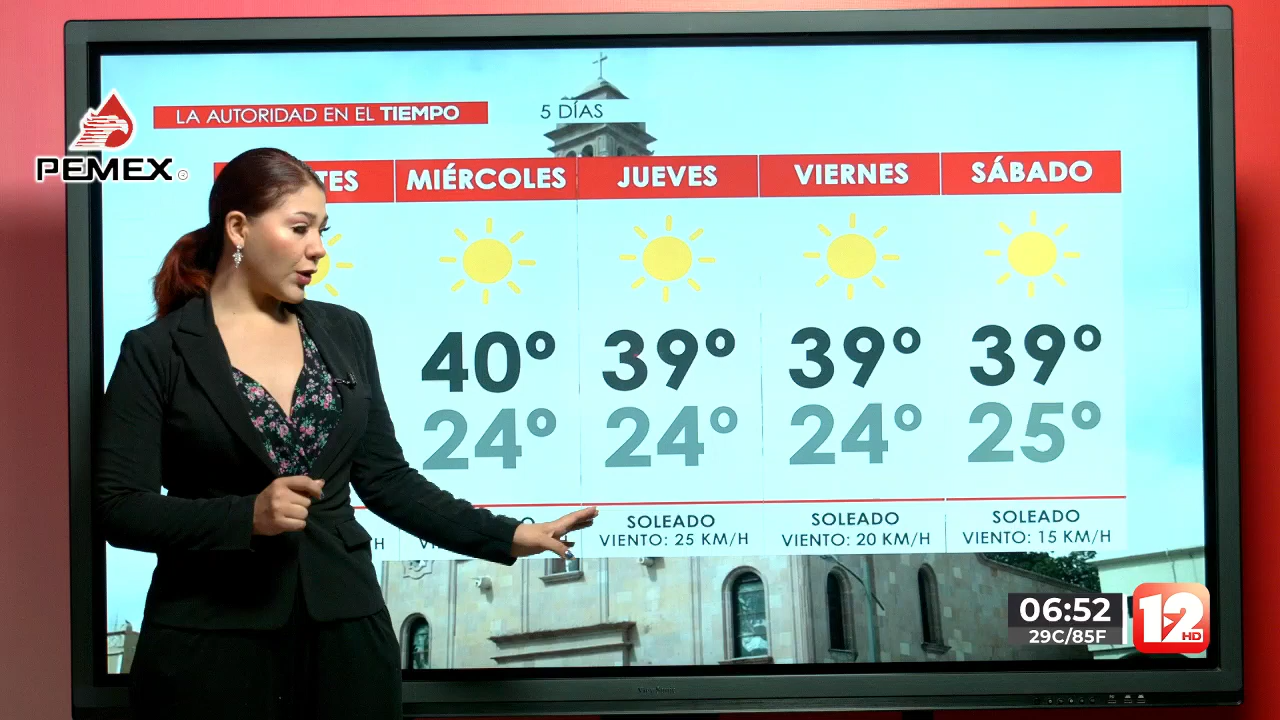 LA AUTORIDAD EN EL TIEMPO
5 DÍAS
PEMEX
MIÉRCOLES JUEVES VIERNES SÁBADO
40° 39° 39° 39°
24° 24° 24° 25°
SOLEADO SOLEADO SOLEADO
VIENTO: 25 KM/H VIENTO: 20 KM/H VIENTO: 15 KM/H
06:52
29C/85F
12
HD